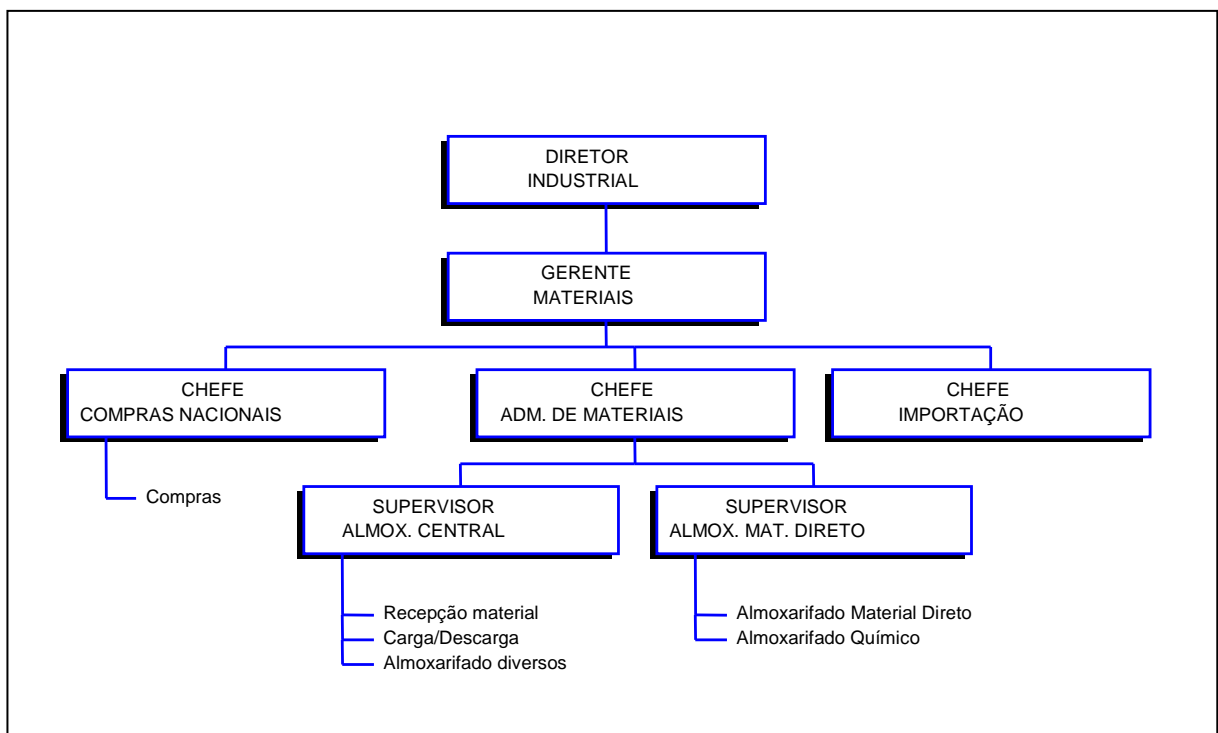 DIRETOR
INDUSTRIAL
GERENTE
MATERIAIS
CHEFE
COMPRAS NACIONAIS
CHEFE
ADM. DE MATERIAIS
CHEFE
IMPORTAÇÃO
Compras
SUPERVISOR
ALMOX. CENTRAL
SUPERVISOR
ALMOX. MAT. DIRETO
Recepção material
Carga/Descarga
Almoxarifado diversos
Almoxarifado Material Direto
Almoxarifado Químico